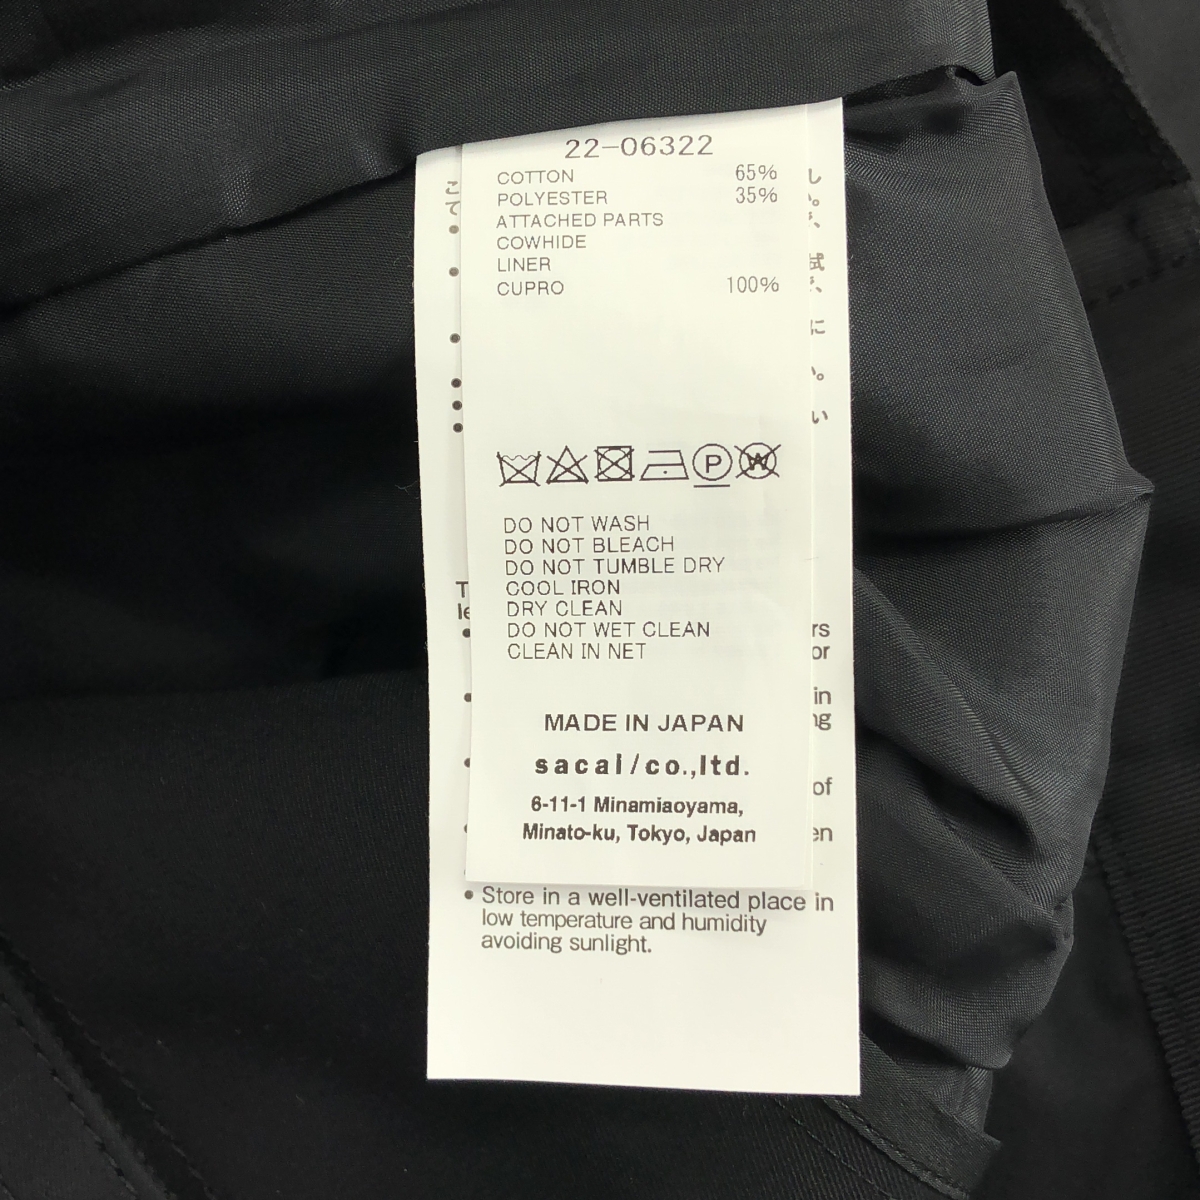 22-06322
COTTON 65%
POLYESTER 35%
ATTACHED PARTS
COWHIDE
LINER
CUPRO 100%
P W
DO NOT WASH
DO NOT BLEACH
DO NOT TUMBLE DRY
COOL IRON
DRY CLEAN
DO NOT WET CLEAN
CLEAN IN NET
MADE IN JAPAN
sacai/co.,ltd.
6-11-1 Minamiaoyama,
Minato-ku, Tokyo, Japan
in
of
• Store in a well-ventilated place in
low temperature and humidity
avoiding sunlight.